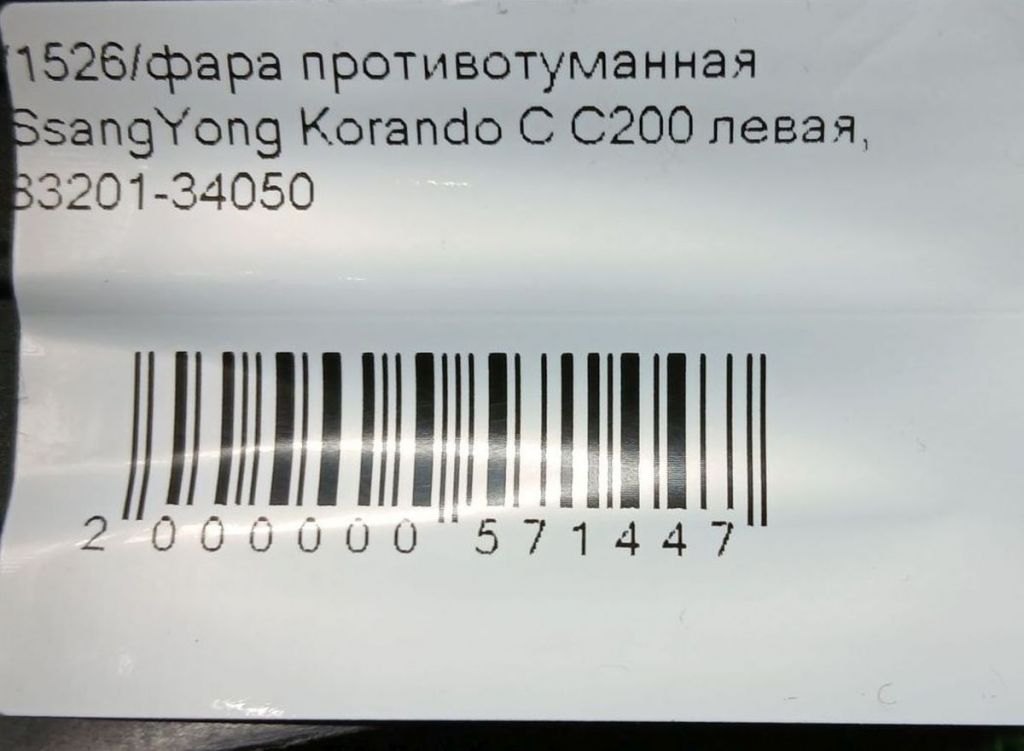 1526/фара противотуманная
SsangYong Korando C C200 левая,
83201-34050
2 000000 571447